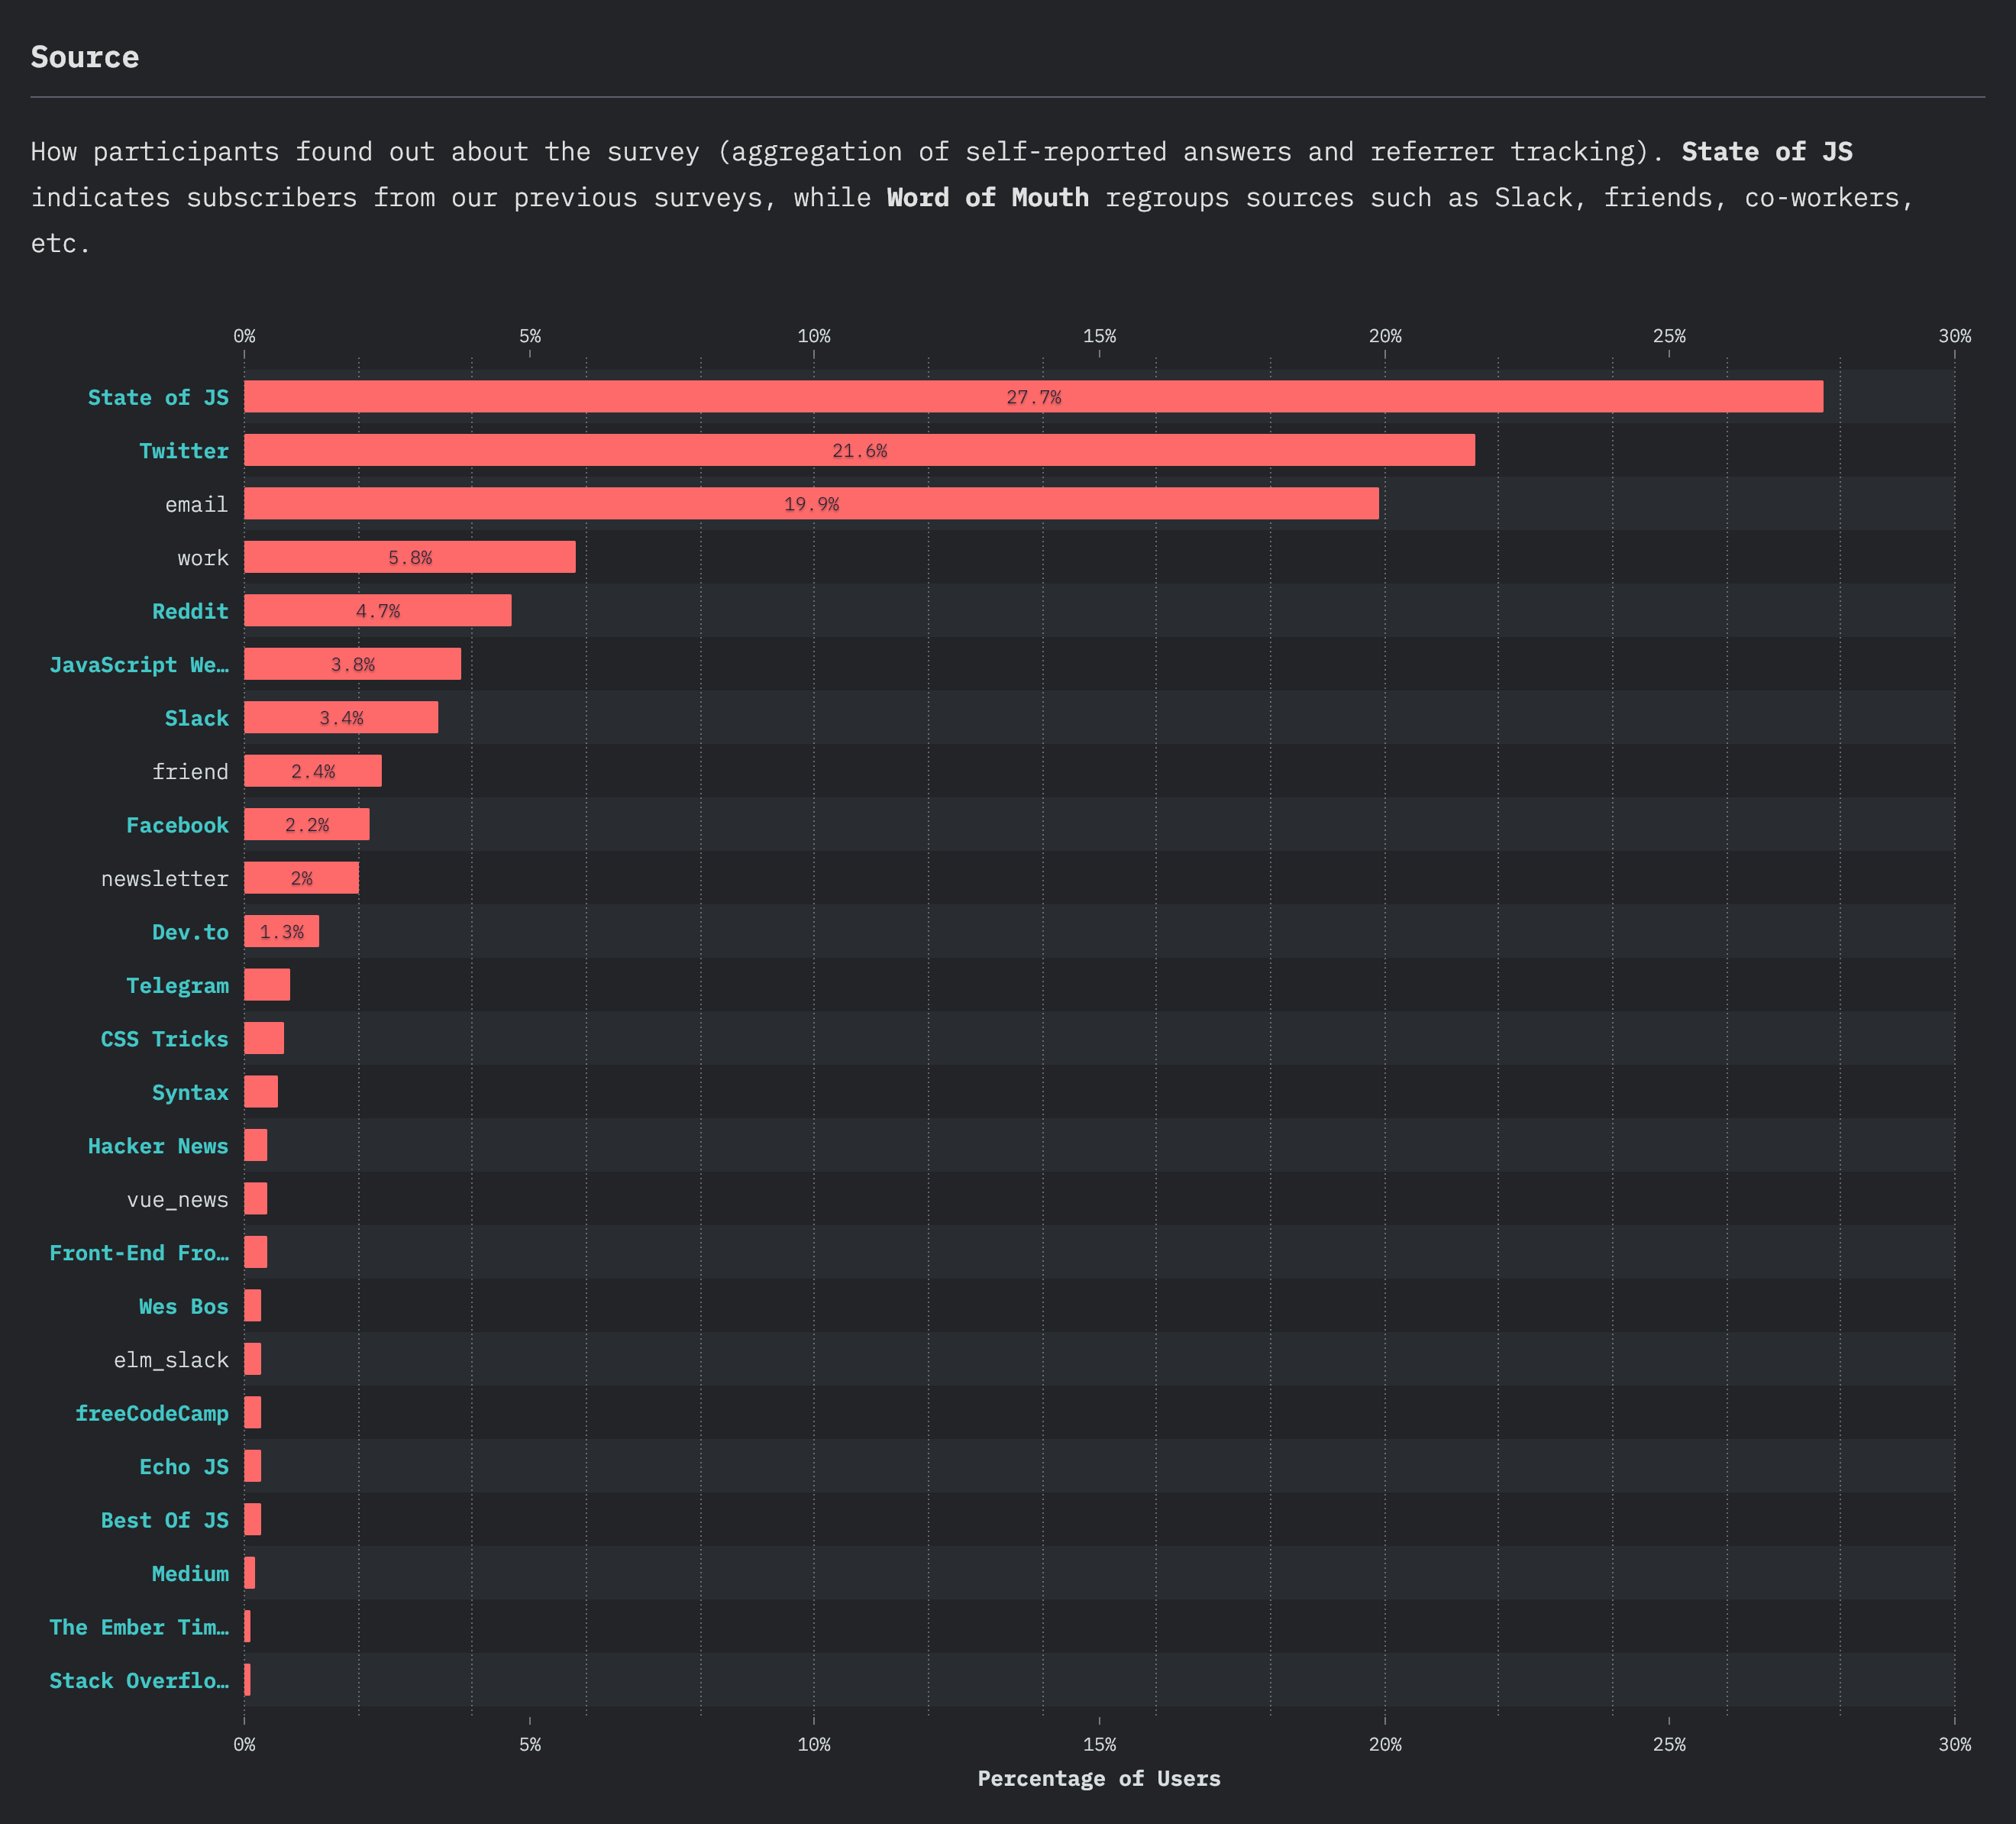 Source
How participants found out about the survey (aggregation of self-reported answers and referrer tracking). State of JS
indicates subscribers from our previous surveys, while Word of Mouth regroups sources such as Slack, friends, co-workers,
etc.
0% 5% 10% 15% 20% 25% 30%
State of JS 27.7%
Twitter 21.6%
email 19.9%
work 5.8%
Reddit 4.7%
JavaScript We… 3.8%
Slack 3.4%
friend 2.4%
Facebook 2.2%
newsletter 2%
Dev.to 1.3%
Telegram
CSS Tricks
Syntax
Hacker News
vue_news
Front-End Fro…
Wes Bos
elm_slack
freeCodeCamp
Echo JS
Best Of JS
Medium
The Ember Tim…
Stack Overflo…
0% 5% 10% 15% 20% 25% 30%
Percentage of Users